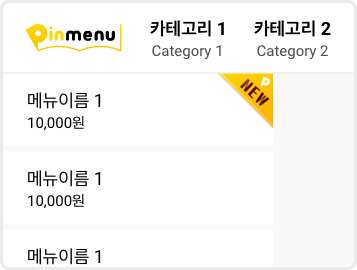 Pinmenu
카테고리 1
Category 1
카테고리 2
Category 2
NEW
메뉴이름 1
10,000원
메뉴이름 1
10,000원
메뉴이름 1